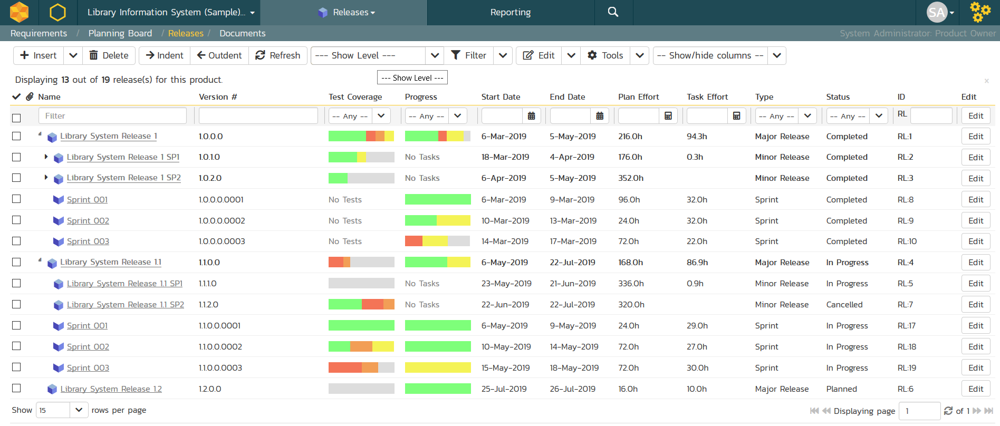 Library Information System (Sample)... Releases Reporting SA
Requirements / Planning Board / Releases / Documents System Administrator: Product Owner
Insert Delete Indent Outdent Refresh --- Show Level --- Filter Edit Tools -- Show/hide columns --
Displaying 13 out of 19 release(s) for this product. --- Show Level --- ×
Name Version # Test Coverage Progress Start Date End Date Plan Effort Task Effort Type Status ID Edit
Filter -- Any -- -- Any -- -- Any -- -- Any -- RL Edit
Library System Release 1 1.0.0.0 6-Mar-2019 5-May-2019 216.0h 94.3h Major Release Completed RL:1 Edit
Library System Release 1 SP1 1.0.1.0 No Tasks 18-Mar-2019 4-Apr-2019 176.0h 0.3h Minor Release Completed RL:2 Edit
Library System Release 1 SP2 1.0.2.0 No Tasks 6-Apr-2019 5-May-2019 352.0h Minor Release Completed RL:3 Edit
Sprint 001 1.0.0.0.0001 No Tests 6-Mar-2019 9-Mar-2019 96.0h 32.0h Sprint Completed RL:8 Edit
Sprint 002 1.0.0.0.0002 No Tests 10-Mar-2019 13-Mar-2019 24.0h 32.0h Sprint Completed RL:9 Edit
Sprint 003 1.0.0.0.0003 No Tests 14-Mar-2019 17-Mar-2019 72.0h 22.0h Sprint Completed RL:10 Edit
Library System Release 1.1 1.1.0.0 6-May-2019 22-Jul-2019 168.0h 86.9h Major Release In Progress RL:4 Edit
Library System Release 1.1 SP1 1.1.1.0 No Tasks 23-May-2019 21-Jun-2019 336.0h 0.9h Minor Release In Progress RL:5 Edit
Library System Release 1.1 SP2 1.1.2.0 No Tasks 22-Jun-2019 22-Jul-2019 320.0h Minor Release Cancelled RL:7 Edit
Sprint 001 1.1.0.0.0001 6-May-2019 9-May-2019 24.0h 29.0h Sprint In Progress RL:17 Edit
Sprint 002 1.1.0.0.0002 10-May-2019 14-May-2019 72.0h 27.0h Sprint In Progress RL:18 Edit
Sprint 003 1.1.0.0.0003 15-May-2019 18-May-2019 72.0h 30.0h Sprint In Progress RL:19 Edit
Library System Release 1.2 1.2.0.0 25-Jul-2019 26-Jul-2019 16.0h 10.0h Major Release Planned RL:6 Edit
Show 15 rows per page Displaying page 1 of 1